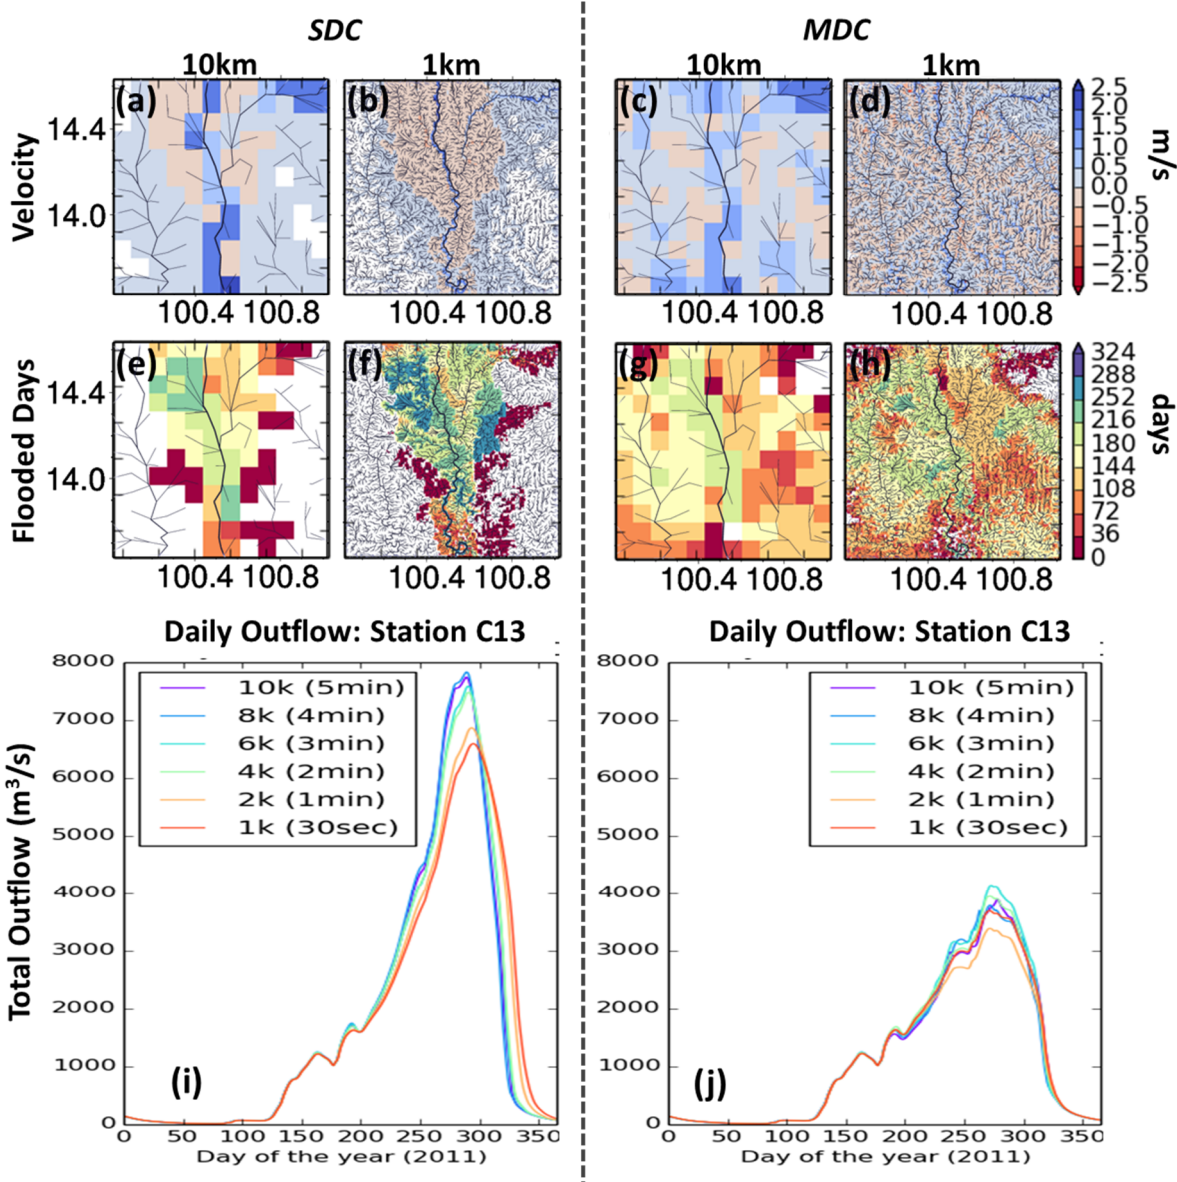 SDC
MDC
10km 1km 10km 1km
(a) (b) (c) (d)
Velocity
14.4
14.0
100.4 100.8 100.4 100.8 100.4 100.8 100.4 100.8
2.5
2.0
1.5
1.0
0.5
0.0
−0.5
−1.0
−1.5
−2.0
−2.5
m/s
(e) (f) (g) (h)
Flooded Days
14.4
14.0
100.4 100.8 100.4 100.8 100.4 100.8 100.4 100.8
324
288
252
216
180
144
108
72
36
0
days
Daily Outflow: Station C13
Total Outflow (m³/s)
8000
7000
6000
5000
4000
3000
2000
1000
0
10k (5min)
8k (4min)
6k (3min)
4k (2min)
2k (1min)
1k (30sec)
(i)
0 50 100 150 200 250 300 350
Day of the year (2011)
Daily Outflow: Station C13
8000
7000
6000
5000
4000
3000
2000
1000
0
10k (5min)
8k (4min)
6k (3min)
4k (2min)
2k (1min)
1k (30sec)
(j)
0 50 100 150 200 250 300 350
Day of the year (2011)